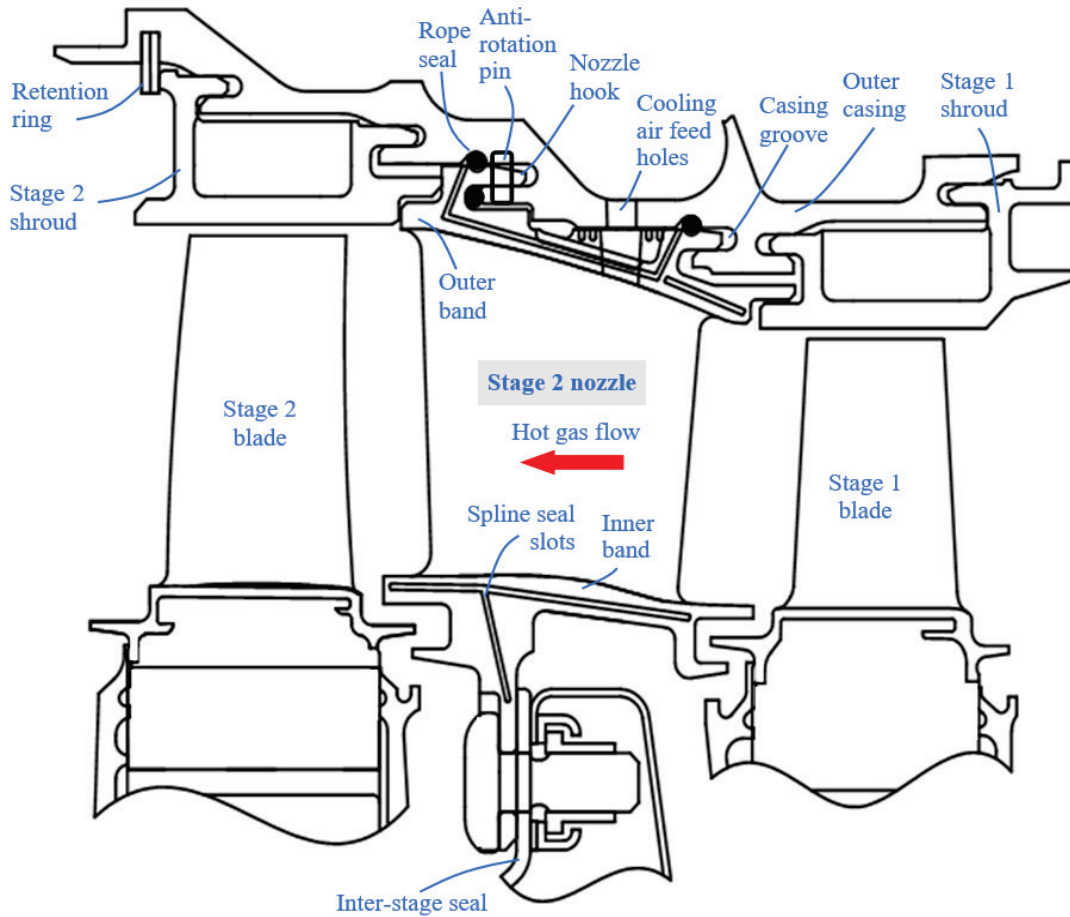 Retention
ring
Rope
seal
Anti-
rotation
pin
Nozzle
hook
Cooling
air feed
holes
Casing
groove
Outer
casing
Stage 1
shroud
Stage 2
shroud
Outer
band
Stage 2 nozzle
Hot gas flow
Stage 2
blade
Stage 1
blade
Spline seal
slots
Inner
band
Inter-stage seal